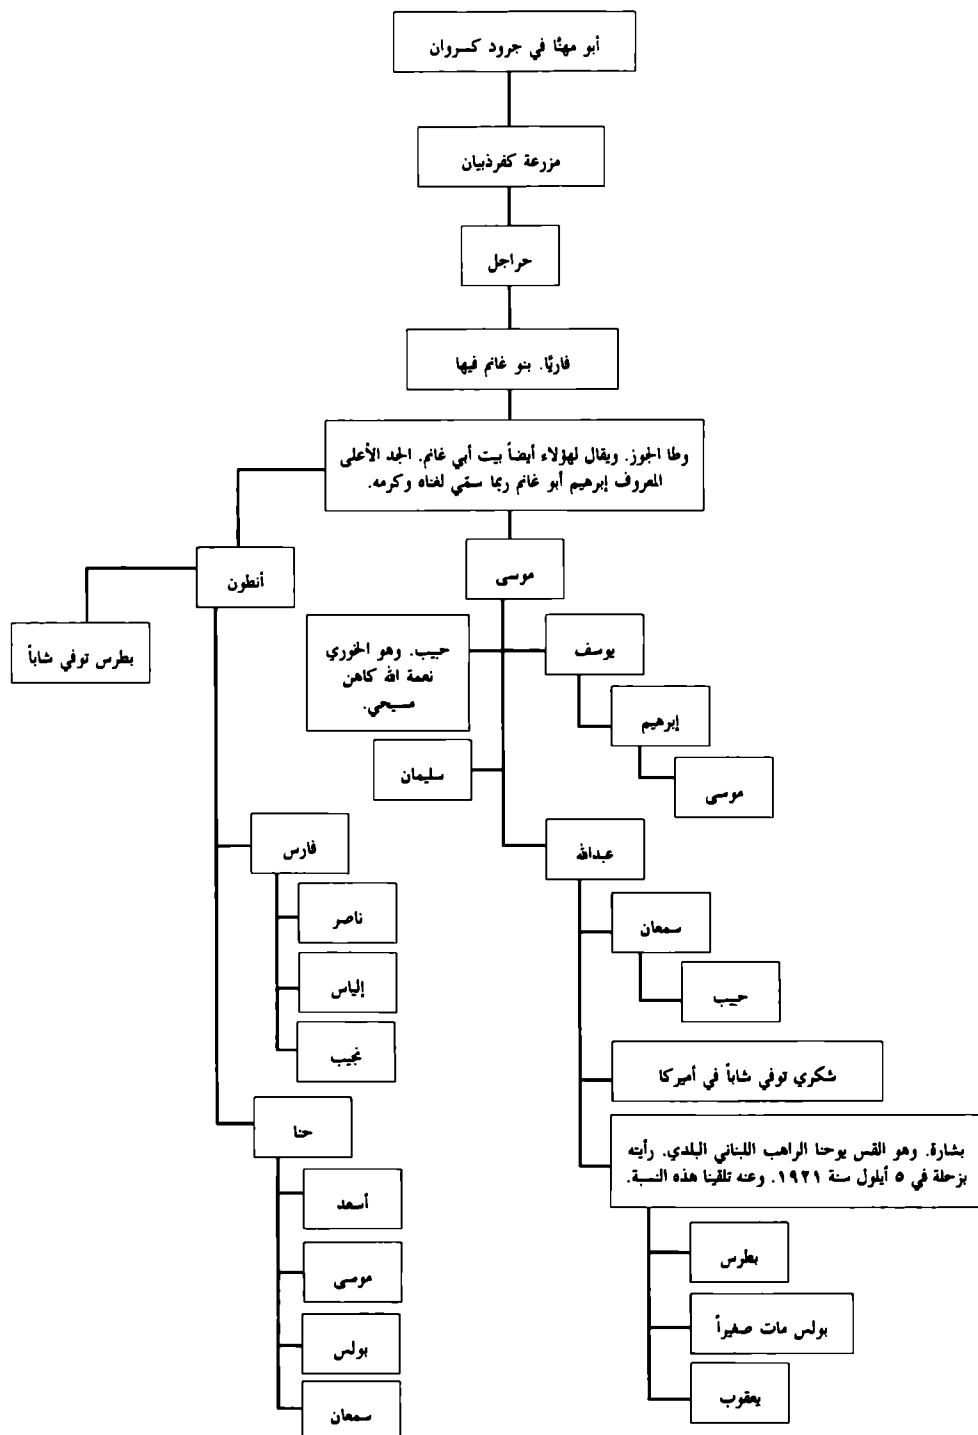 أبو مهنّا في جرود كسروان
مزرعة كفرذبيان
حراجل
فاريّا. بنو غانم فيها
وطا الجوز. ويقال لهؤلاء أيضاً بيت أبي غانم. الجد الأعلى
المعروف إبرهيم أبو غانم ربما سمّي لغناه وكرمه.
أنطون
موسى
بطرس توفي شاباً
حبيب. وهو الخوري
نعمة الله كاهن
مسيحي.
يوسف
إبرهيم
موسى
سليمان
عبدالله
فارس
ناصر
إلياس
نجيب
سمعان
حبيب
شكري توفي شاباً في أميركا
حنا
بشارة. وهو القس يوحنا الراهب اللبناني البلدي. رأيته
بزحلة في ٥ أيلول سنة ١٩٢١. وعنه تلقينا هذه النسبة.
أسعد
موسى
بولس
سمعان
بطرس
بولس مات صغيراً
يعقوب